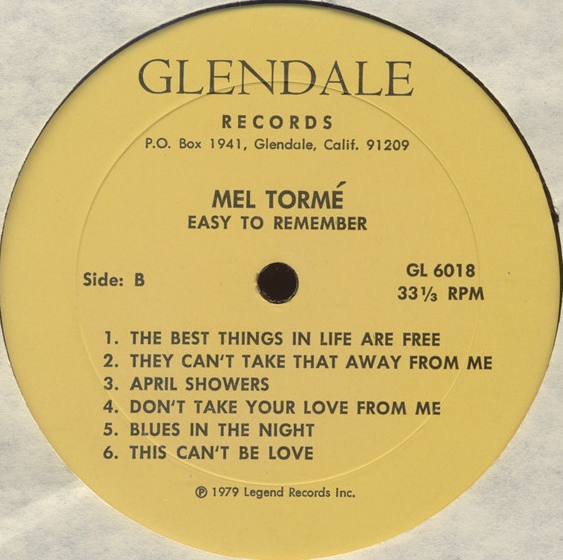 GLENDALE
RECORDS
P.O. Box 1941, Glendale, Calif. 91209
MEL TORMÉ
EASY TO REMEMBER
Side: B
GL 6018
33⅓ RPM
1. THE BEST THINGS IN LIFE ARE FREE
2. THEY CAN'T TAKE THAT AWAY FROM ME
3. APRIL SHOWERS
4. DON'T TAKE YOUR LOVE FROM ME
5. BLUES IN THE NIGHT
6. THIS CAN'T BE LOVE
℗ 1979 Legend Records Inc.